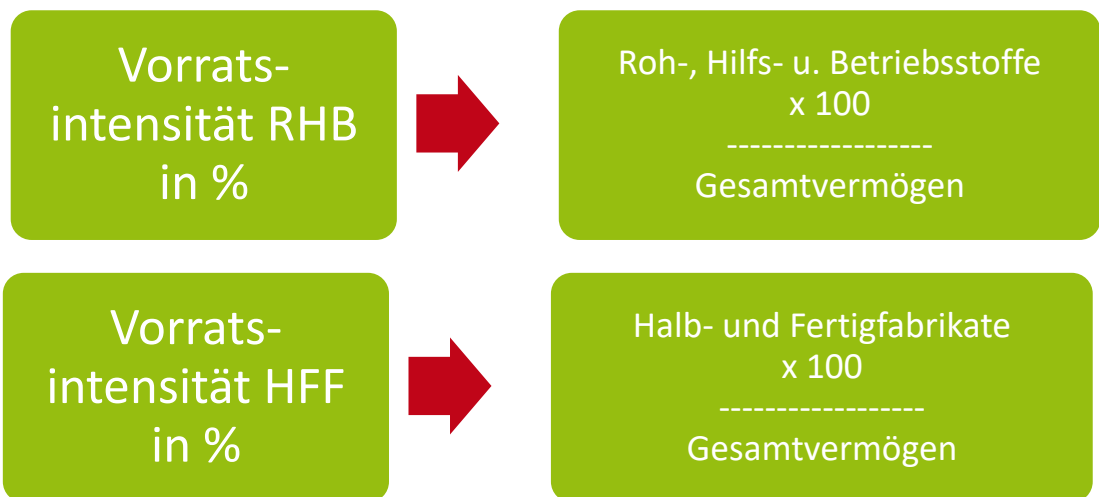 Vorrats-
intensität RHB
in %
Roh-, Hilfs- u. Betriebsstoffe
x 100
------------------
Gesamtvermögen
Vorrats-
intensität HFF
in %
Halb- und Fertigfabrikate
x 100
------------------
Gesamtvermögen